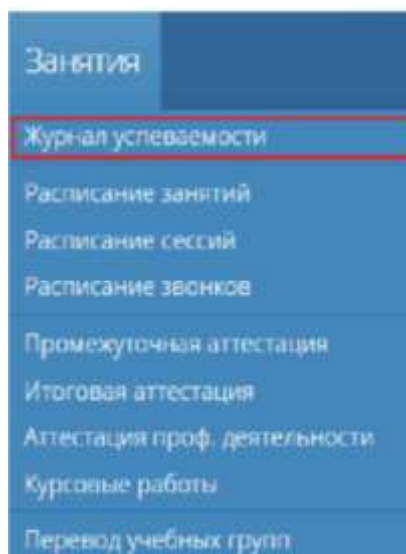 Занятия
Журнал успеваемости
Расписание занятий
Расписание сессий
Расписание звонков
Промежуточная аттестация
Итоговая аттестация
Аттестация проф. деятельности
Курсовые работы
Перевод учебных групп